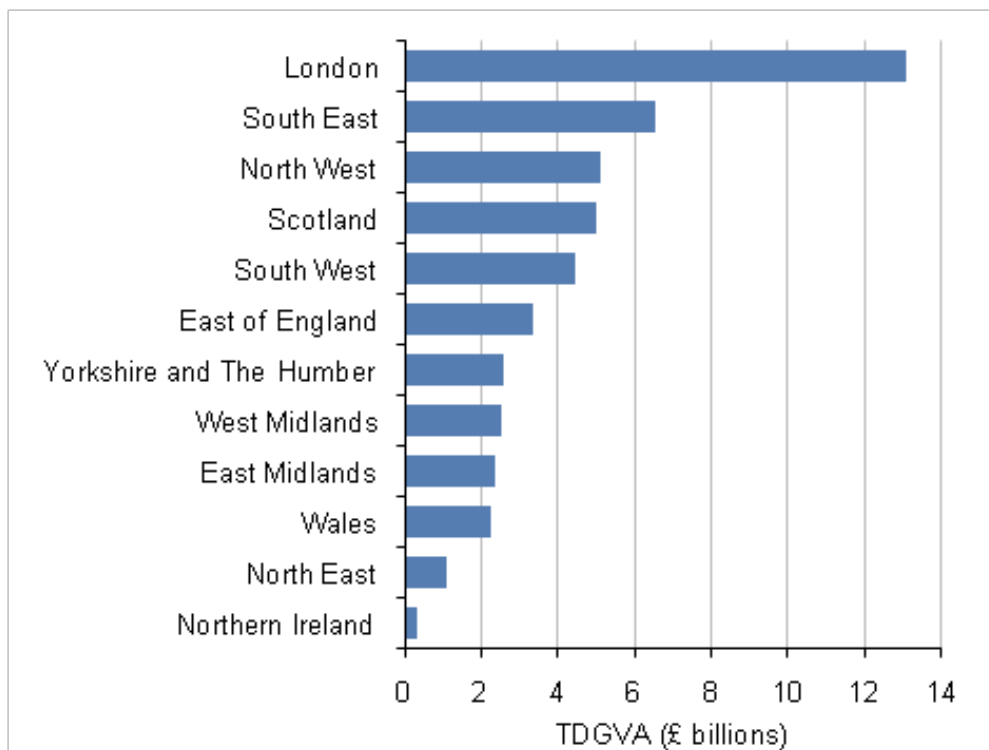 London
South East
North West
Scotland
South West
East of England
Yorkshire and The Humber
West Midlands
East Midlands
Wales
North East
Northern Ireland
0 2 4 6 8 10 12 14
TDGVA (£ billions)